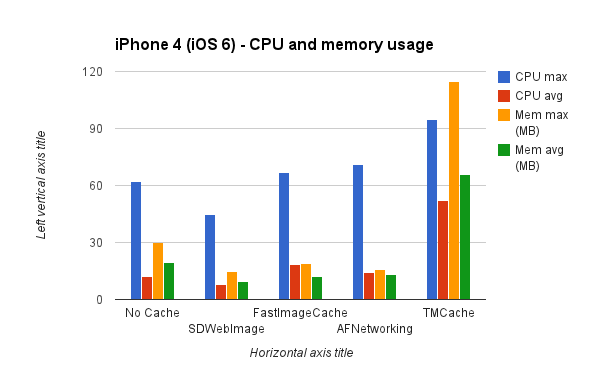 iPhone 4 (iOS 6) - CPU and memory usage
120
90
60
30
0
Left vertical axis title
CPU max
CPU avg
Mem max
(MB)
Mem avg
(MB)
No Cache
SDWebImage
FastImageCache
AFNetworking
TMCache
Horizontal axis title